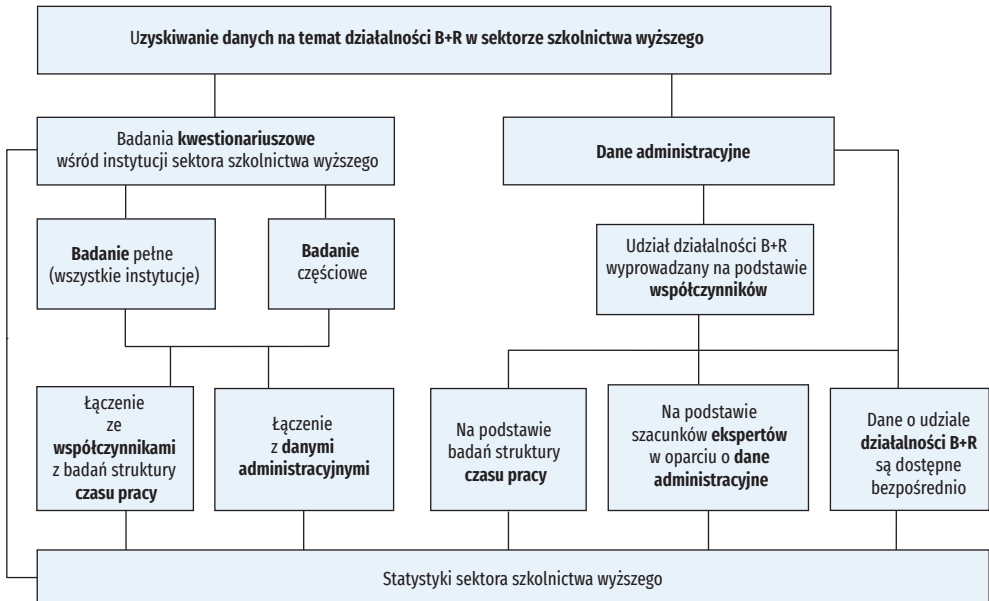 Uzyskiwanie danych na temat działalności B+R w sektorze szkolnictwa wyższego
Badania kwestionariuszowe
wśród instytucji sektora szkolnictwa wyższego
Dane administracyjne
Badanie pełne
(wszystkie instytucje)
Badanie
częściowe
Udział działalności B+R
wyprowadzany na podstawie
współczynników
Łączenie
ze
współczynnikami
z badań struktury
czasu pracy
Łączenie
z danymi
administracyjnymi
Na podstawie
badań struktury
czasu pracy
Na podstawie
szacunków ekspertów
w oparciu o dane
administracyjne
Dane o udziale
działalności B+R
są dostępne
bezpośrednio
Statystyki sektora szkolnictwa wyższego